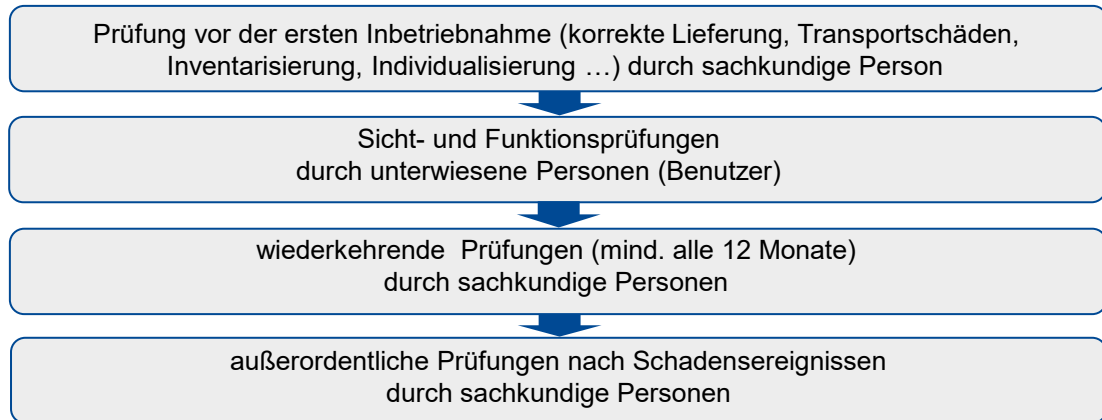 Prüfung vor der ersten Inbetriebnahme (korrekte Lieferung, Transportschäden,
Inventarisierung, Individualisierung …) durch sachkundige Person
Sicht- und Funktionsprüfungen
durch unterwiesene Personen (Benutzer)
wiederkehrende Prüfungen (mind. alle 12 Monate)
durch sachkundige Personen
außerordentliche Prüfungen nach Schadensereignissen
durch sachkundige Personen